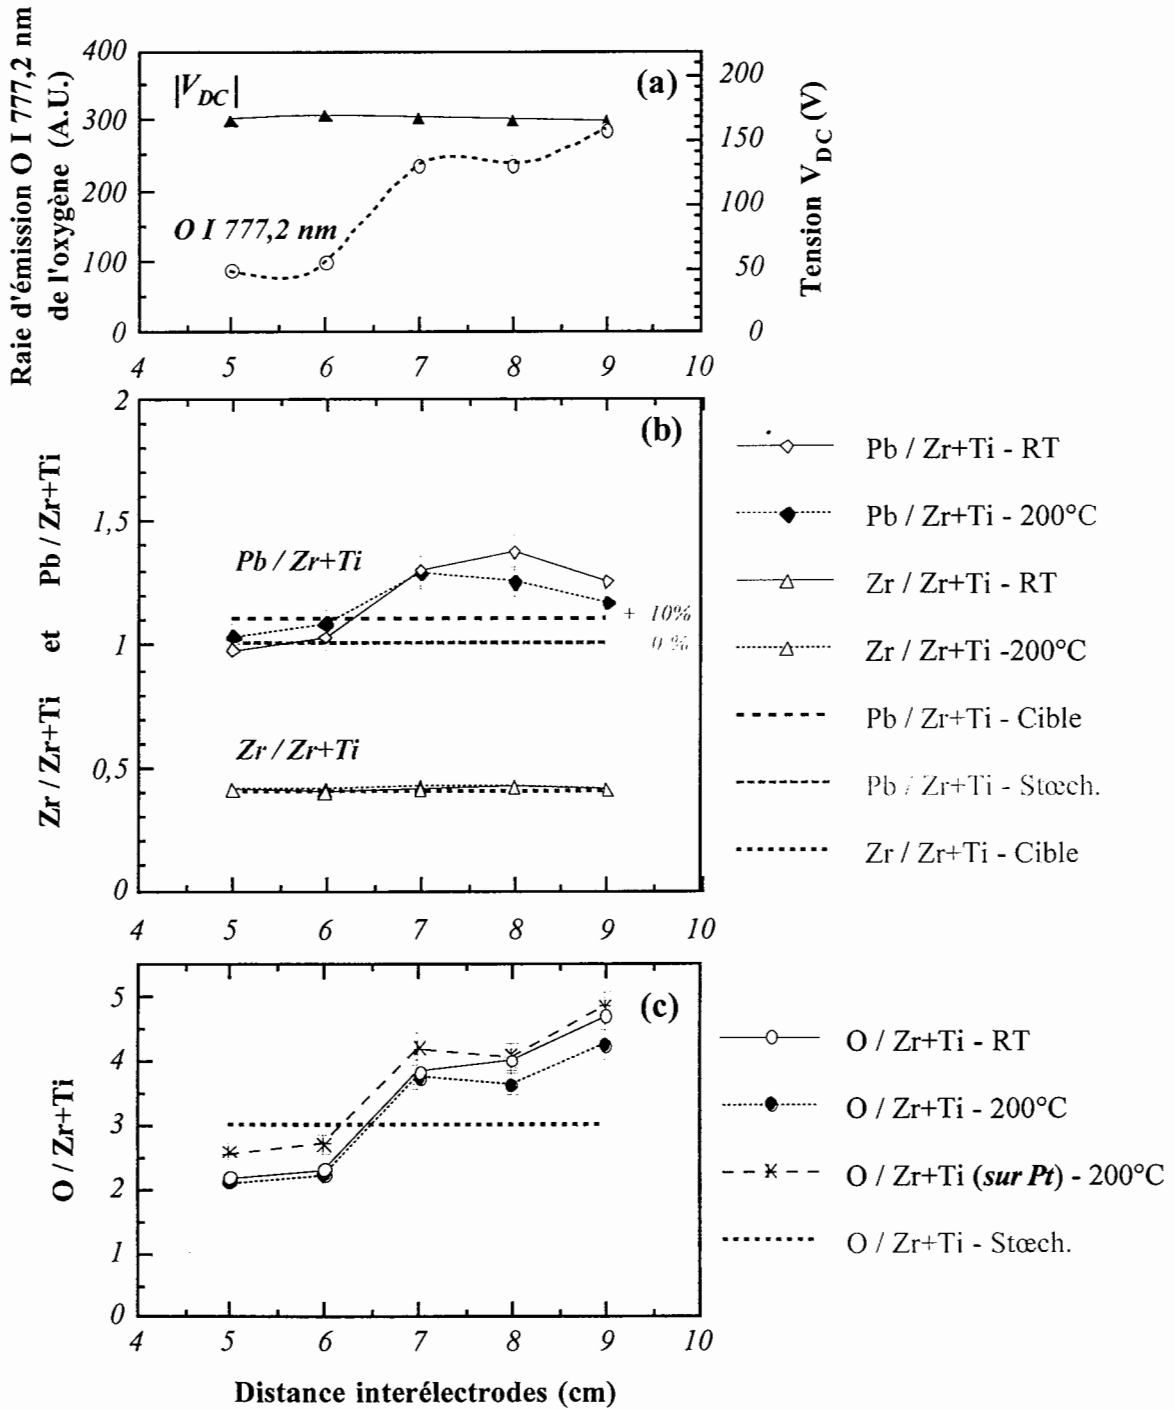 Raie d'émission O I 777,2 nm
de l'oxygène (A.U.)
400
300
200
100
0
|V_DC|
O I 777,2 nm
(a)
200
150
100
50
0
Tension V_DC (V)
4 5 6 7 8 9 10
Zr / Zr+Ti et Pb / Zr+Ti
2
1,5
1
0,5
0
(b)
Pb / Zr+Ti
+ 10%
0 %
Zr / Zr+Ti
4 5 6 7 8 9 10
Pb / Zr+Ti - RT
Pb / Zr+Ti - 200°C
Zr / Zr+Ti - RT
Zr / Zr+Ti -200°C
Pb / Zr+Ti - Cible
Pb / Zr+Ti - Stœch.
Zr / Zr+Ti - Cible
O / Zr+Ti
5
4
3
2
1
0
(c)
4 5 6 7 8 9 10
Distance interélectrodes (cm)
O / Zr+Ti - RT
O / Zr+Ti - 200°C
O / Zr+Ti (sur Pt) - 200°C
O / Zr+Ti - Stœch.